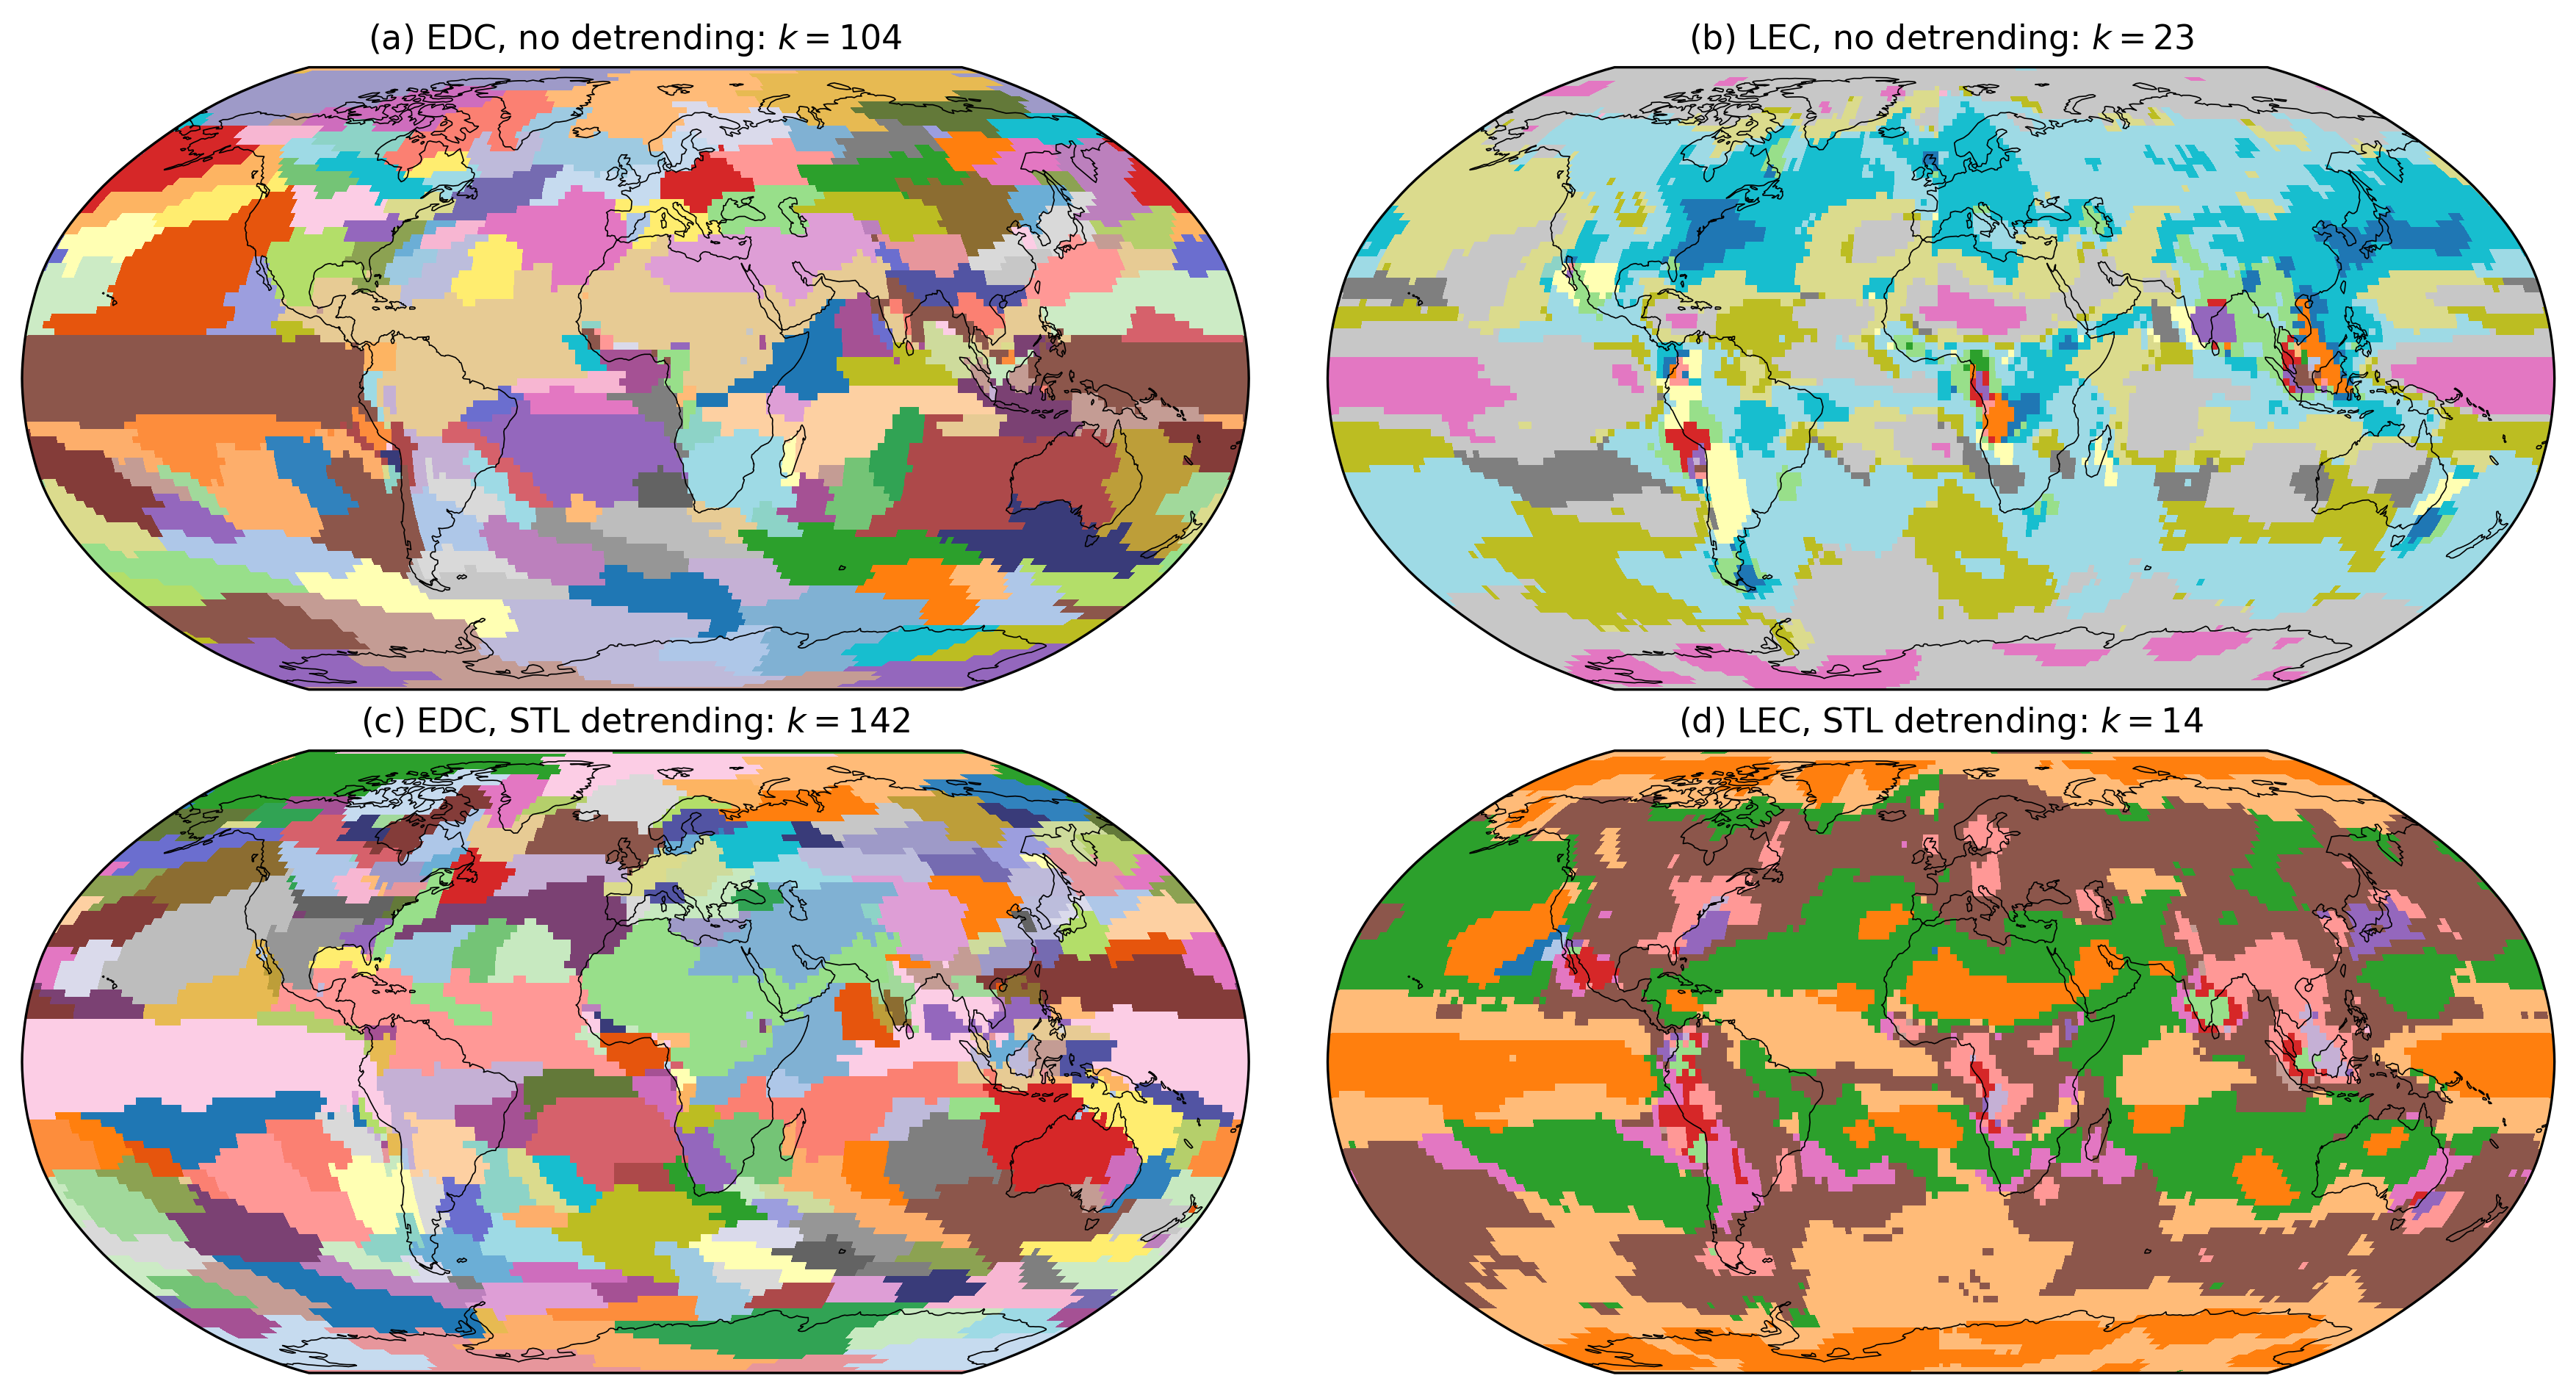 (a) EDC, no detrending: k = 104
(b) LEC, no detrending: k = 23
(c) EDC, STL detrending: k = 142
(d) LEC, STL detrending: k = 14